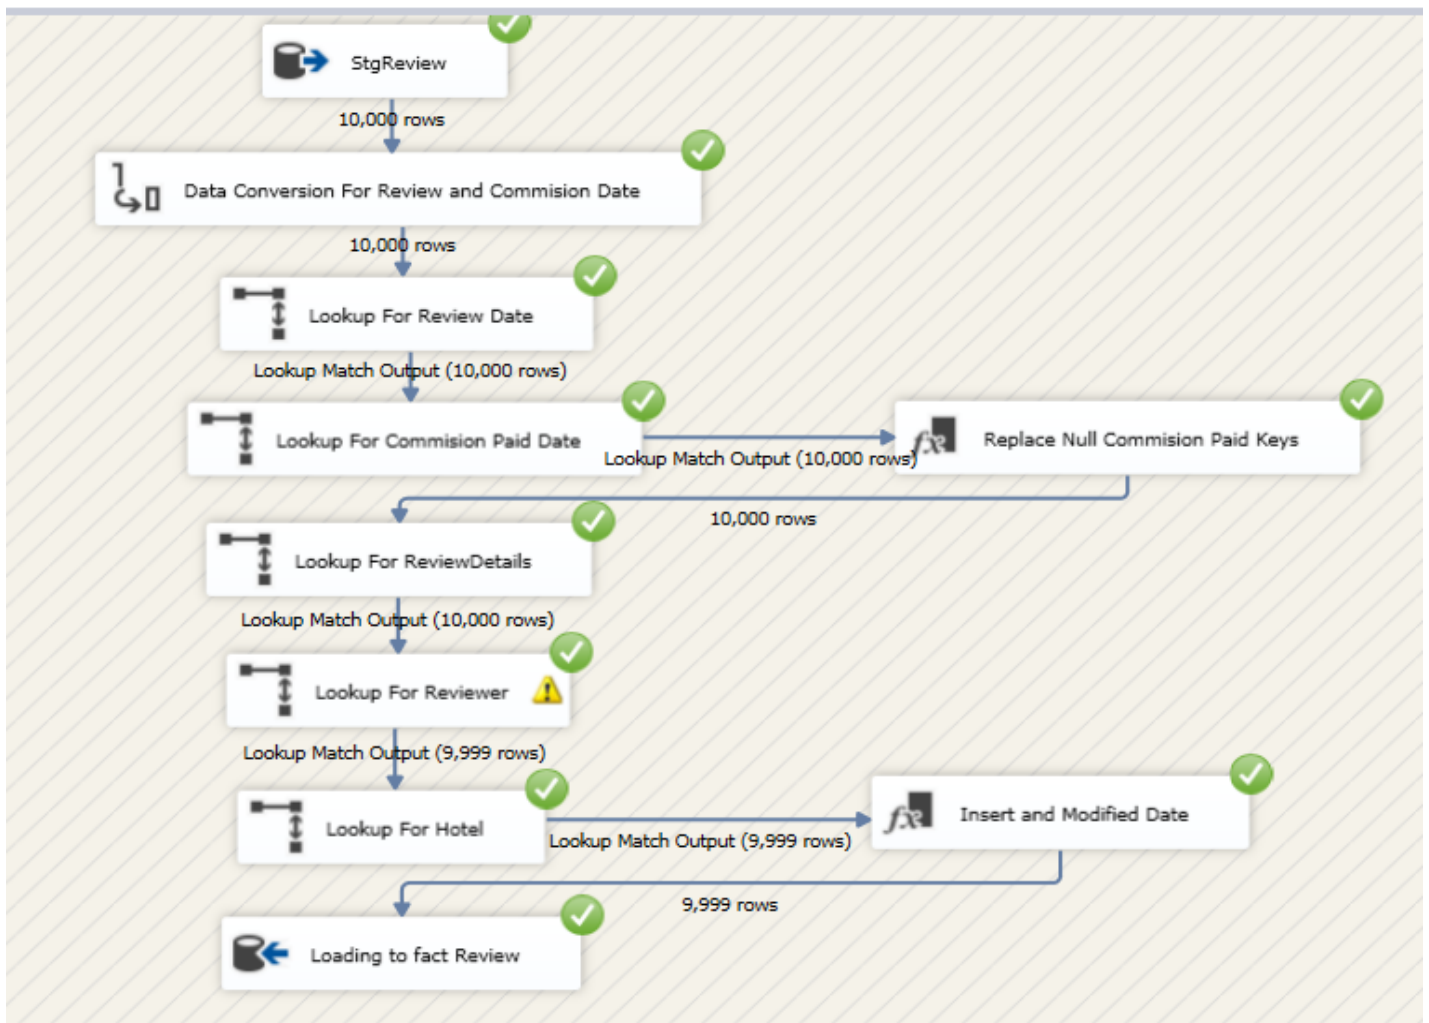 StgReview
10,000 rows
Data Conversion For Review and Commision Date
10,000 rows
Lookup For Review Date
Lookup Match Output (10,000 rows)
Lookup For Commision Paid Date
Lookup Match Output (10,000 rows)
Replace Null Commision Paid Keys
10,000 rows
Lookup For ReviewDetails
Lookup Match Output (10,000 rows)
Lookup For Reviewer
Lookup Match Output (9,999 rows)
Lookup For Hotel
Lookup Match Output (9,999 rows)
Insert and Modified Date
9,999 rows
Loading to fact Review